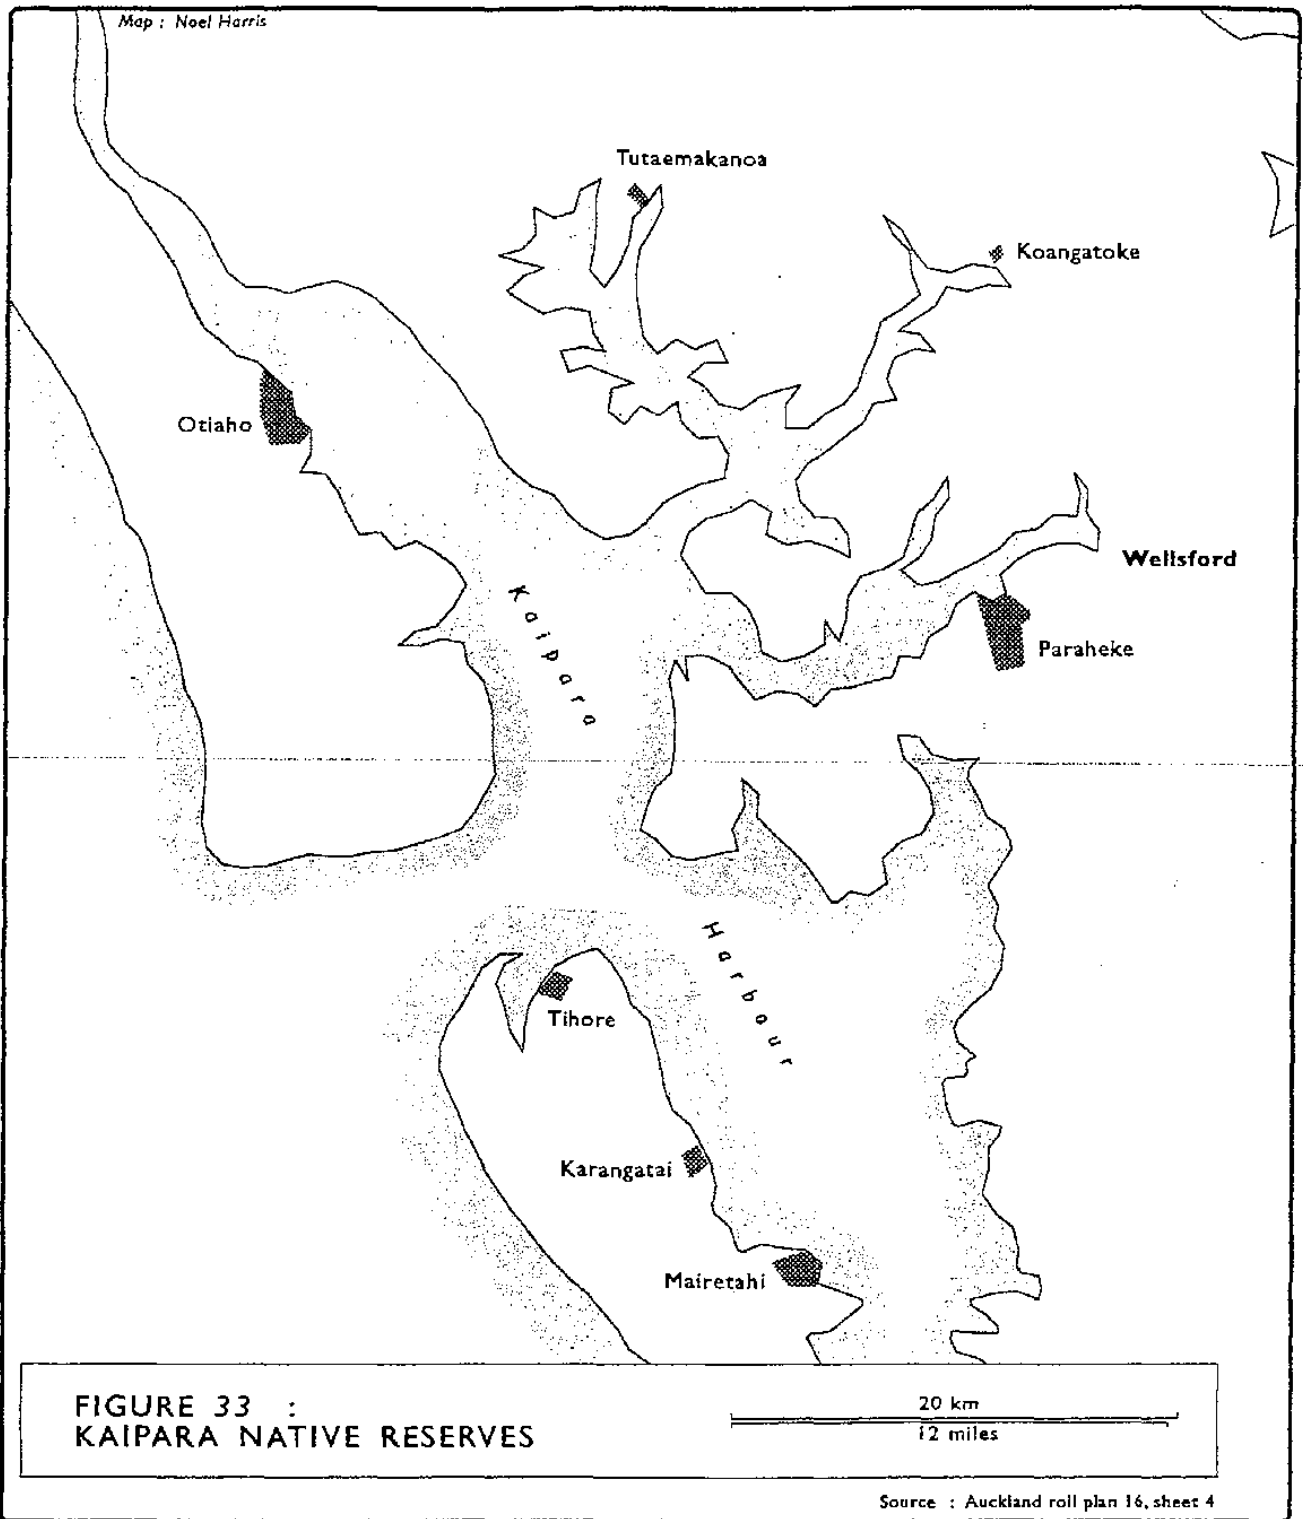 Map : Noel Harris
Tutaemakanoa
Koangatoke
Otiaho
Wellsford
Kaipara
Paraheke
Harbour
Tihore
Karangatai
Mairetahi
FIGURE 33 :
KAIPARA NATIVE RESERVES
20 km
12 miles
Source : Auckland roll plan 16, sheet 4